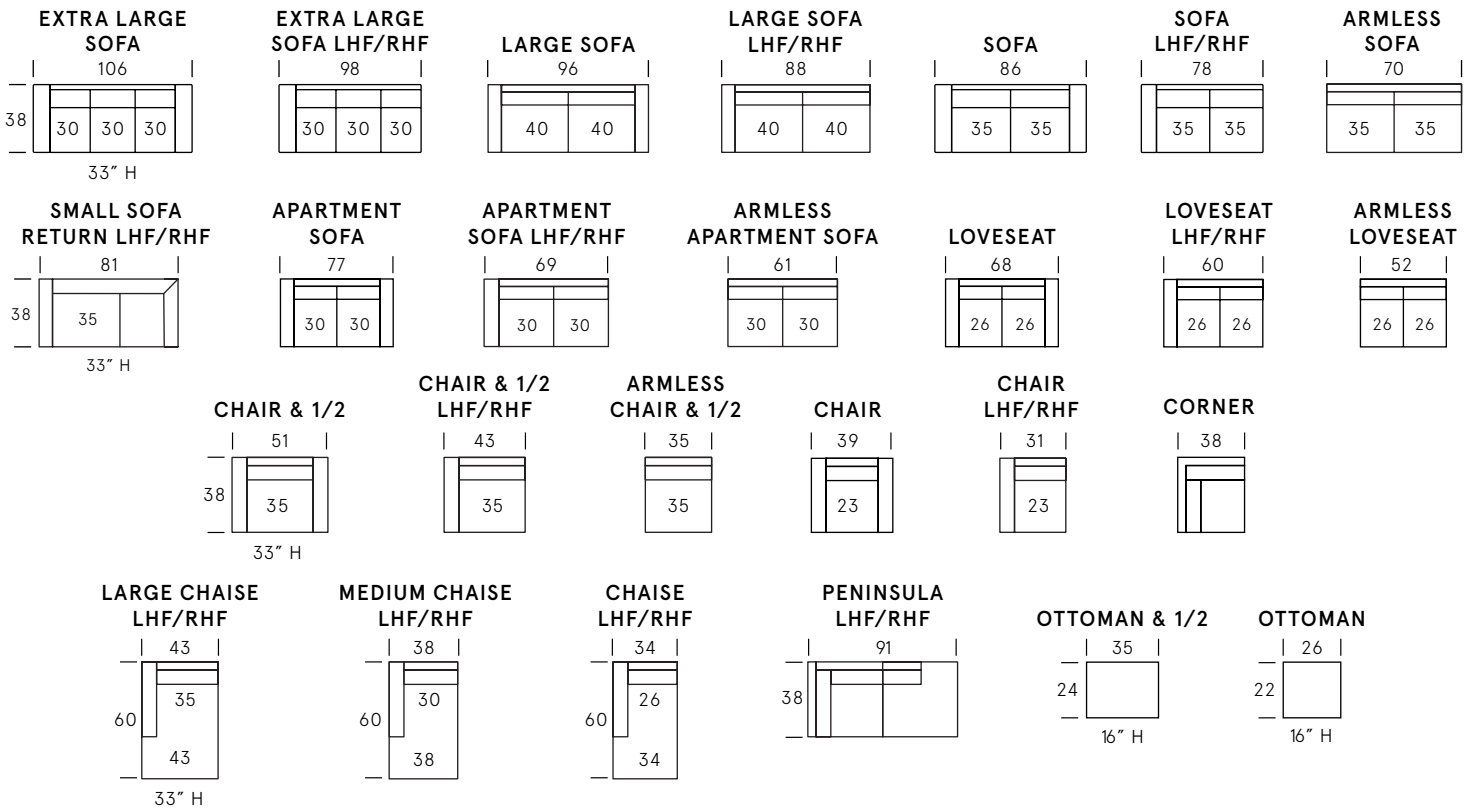 EXTRA LARGE
SOFA
106
38
30 30 30
33″ H
EXTRA LARGE
SOFA LHF/RHF
98
30 30 30
LARGE SOFA
96
40 40
LARGE SOFA
LHF/RHF
88
40 40
SOFA
86
35 35
SOFA
LHF/RHF
78
35 35
ARMLESS
SOFA
70
35 35
SMALL SOFA
RETURN LHF/RHF
81
38
35
33″ H
APARTMENT
SOFA
77
30 30
APARTMENT
SOFA LHF/RHF
69
30 30
ARMLESS
APARTMENT SOFA
61
30 30
LOVESEAT
68
26 26
LOVESEAT
LHF/RHF
60
26 26
ARMLESS
LOVESEAT
52
26 26
CHAIR & 1/2
51
38
35
33″ H
CHAIR & 1/2
LHF/RHF
43
35
ARMLESS
CHAIR & 1/2
35
35
CHAIR
39
23
CHAIR
LHF/RHF
31
23
CORNER
38
LARGE CHAISE
LHF/RHF
43
35
60
43
33″ H
MEDIUM CHAISE
LHF/RHF
38
30
60
38
CHAISE
LHF/RHF
34
26
60
34
PENINSULA
LHF/RHF
91
38
OTTOMAN & 1/2
35
24
16″ H
OTTOMAN
26
22
16″ H